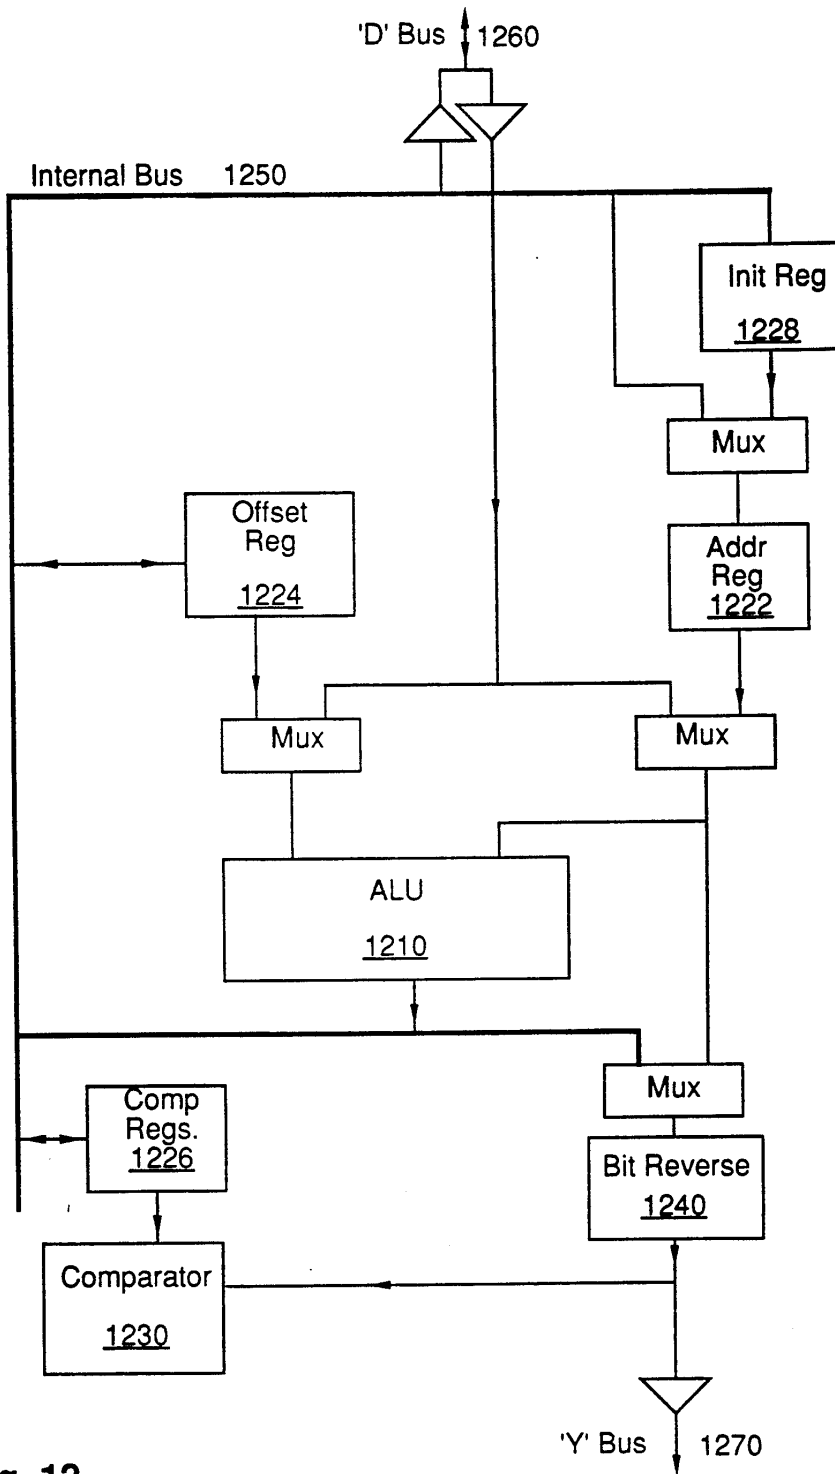 'D' Bus 1260
Internal Bus 1250
Init Reg
1228
Mux
Offset
Reg
1224
Addr
Reg
1222
Mux
Mux
ALU
1210
Mux
Comp
Regs.
1226
Bit Reverse
1240
Comparator
1230
'Y' Bus 1270
12